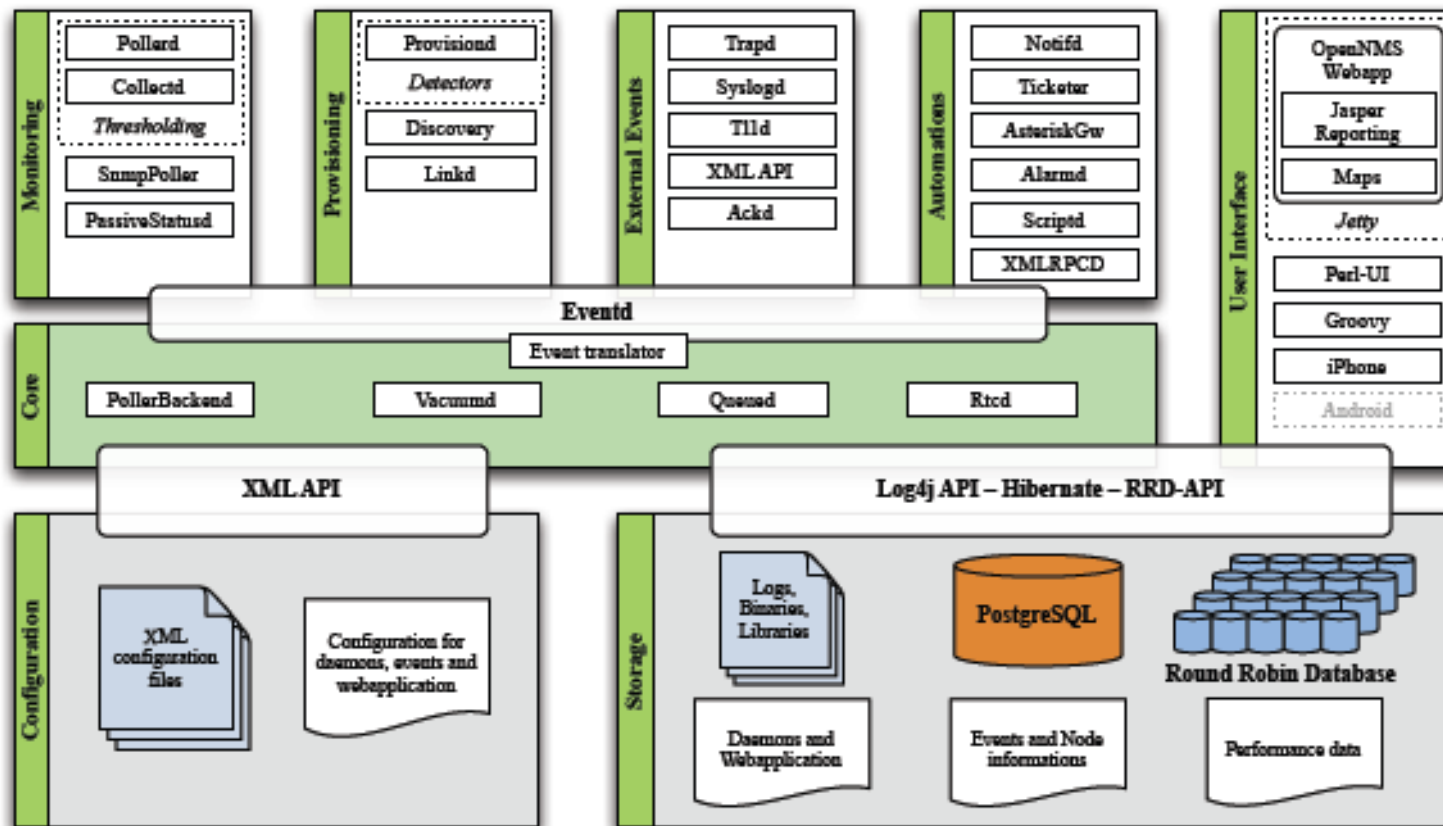 Monitoring
Pollerd
Collectd
Thresholding
SnmpPoller
PassiveStatusd
Provisioning
Provisiond
Detectors
Discovery
Linkd
External Events
Trapd
Syslogd
Tl1d
XML API
Ackd
Automations
Notifd
Ticketer
AsteriskGw
Alarmd
Scriptd
XMLRPCD
User Interface
OpenNMS
Webapp
Jasper
Reporting
Maps
Jetty
Perl-UI
Groovy
iPhone
Android
Eventd
Core
Event translator
PollerBackend
Vacuumd
Queued
Rtcd
XML API
Log4j API – Hibernate – RRD-API
Configuration
XML
configuration
files
Configuration for
daemons, events and
webapplication
Storage
Logs,
Binaries,
Libraries
PostgreSQL
Round Robin Database
Daemons and
Webapplication
Events and Node
informations
Performance data